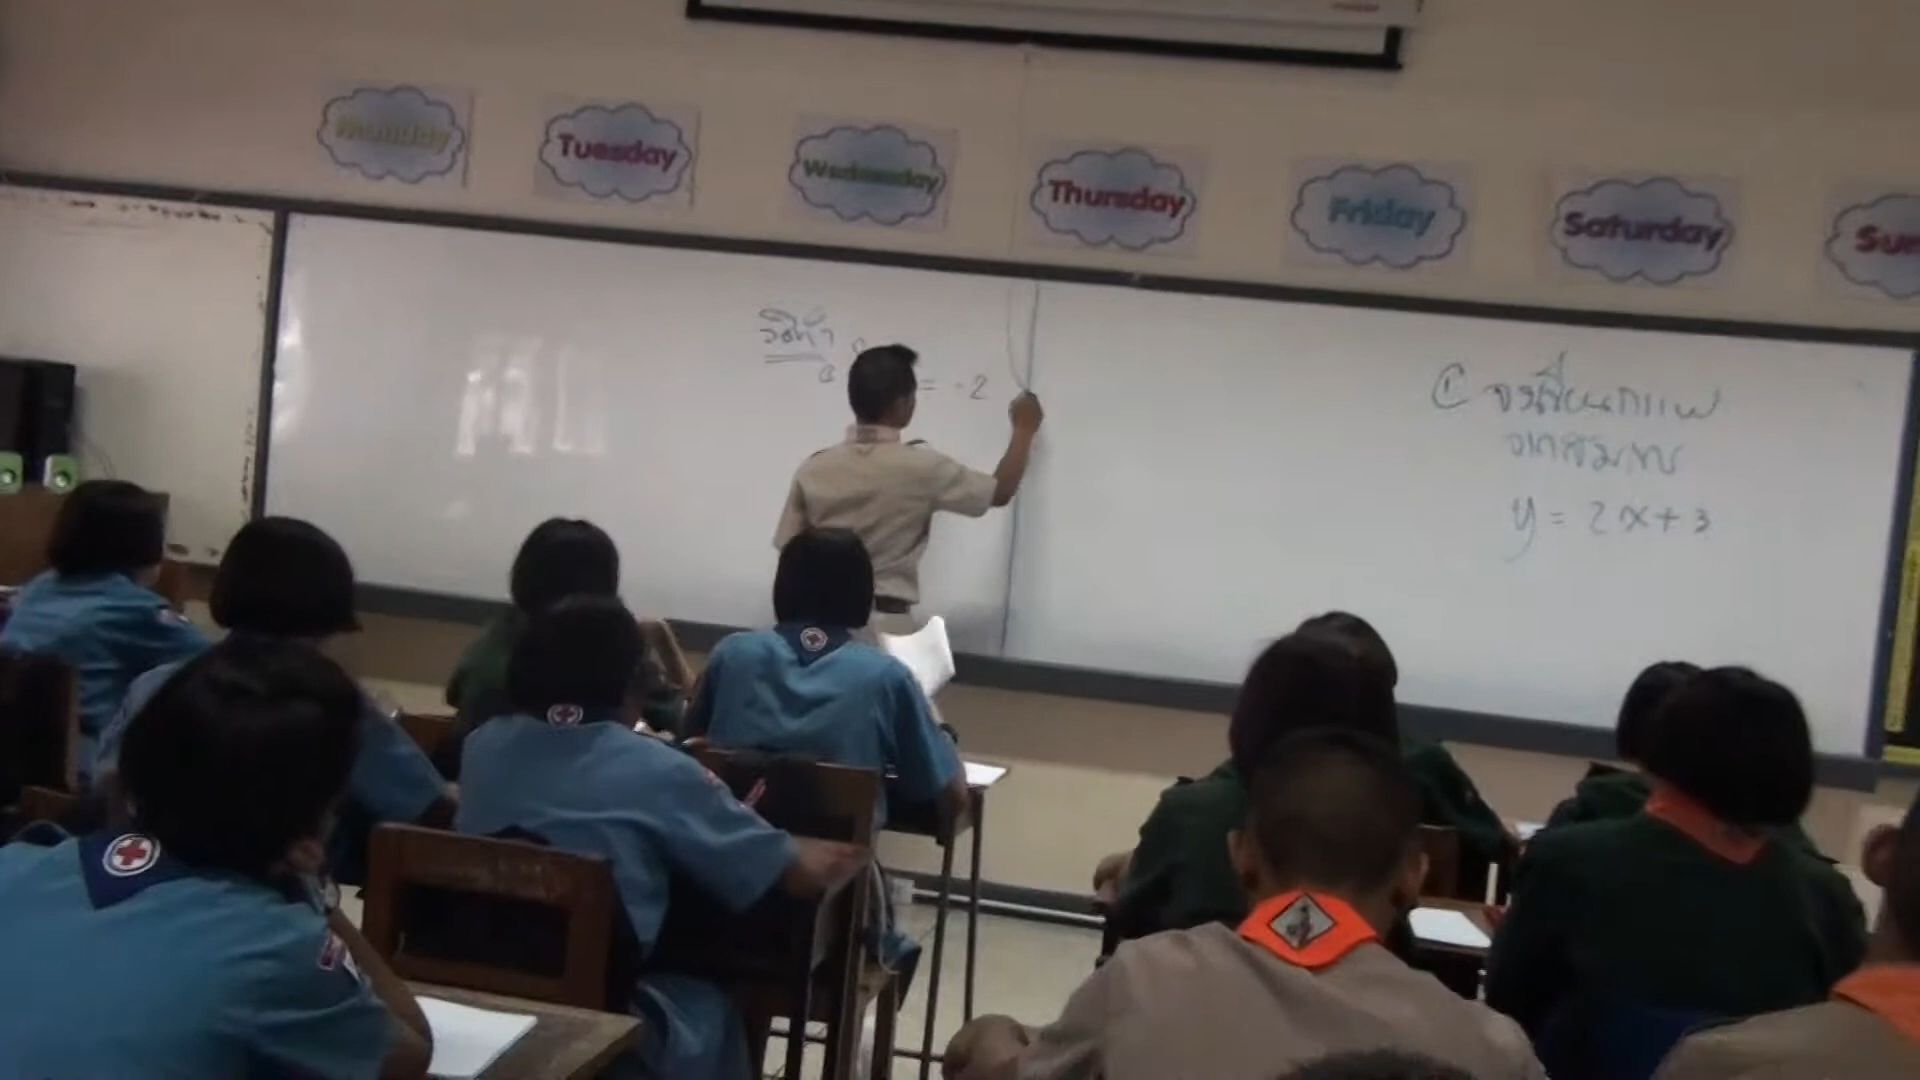 Monday
Tuesday
Wednesday
Thursday
Friday
Saturday
วิธีทำ
= -2
① จงเขียนกราฟ
จากสมการ
y = 2x + 3